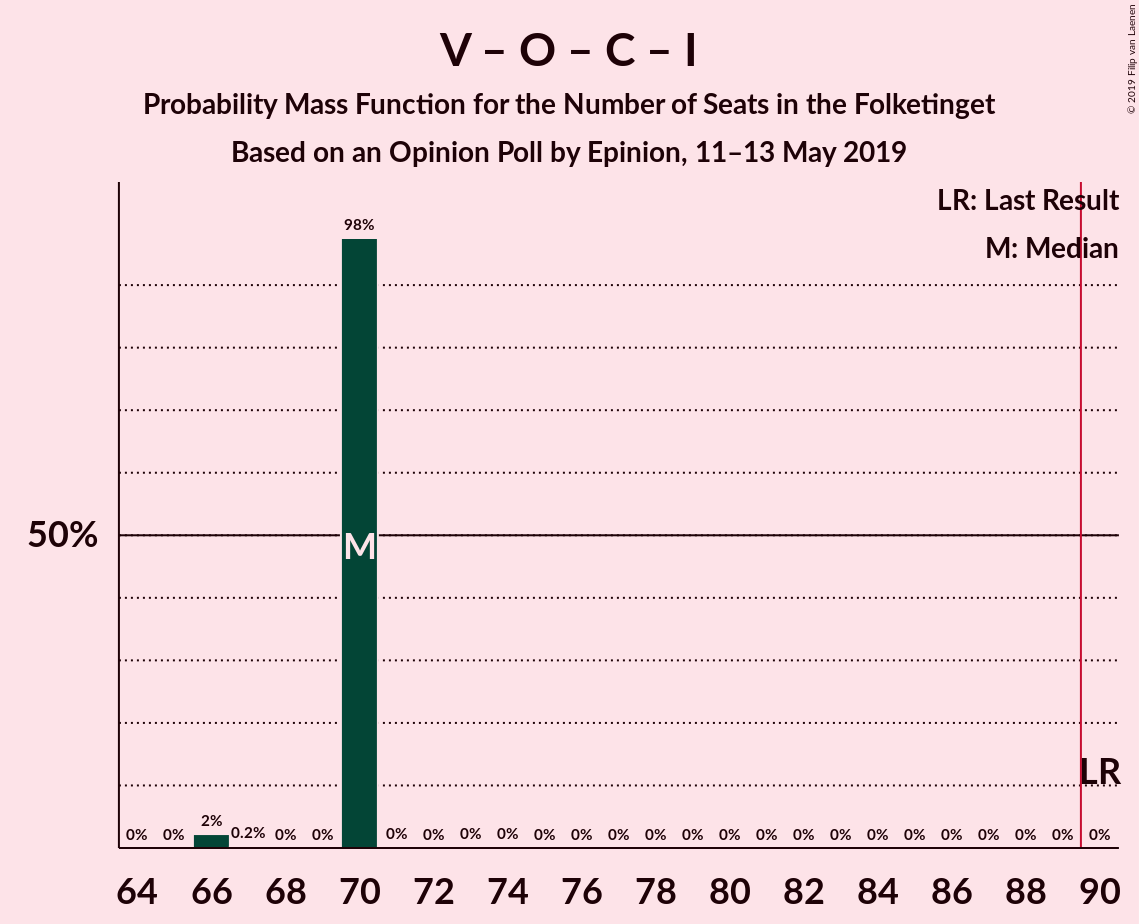 V – O – C – I
Probability Mass Function for the Number of Seats in the Folketinget
Based on an Opinion Poll by Epinion, 11–13 May 2019
© 2019 Filip van Laenen
LR: Last Result
M: Median
98%
50%
M
LR
0% 0% 2% 0.2% 0% 0% 0% 0% 0% 0% 0% 0% 0% 0% 0% 0% 0% 0% 0% 0% 0% 0% 0% 0% 0% 0%
64 66 68 70 72 74 76 78 80 82 84 86 88 90